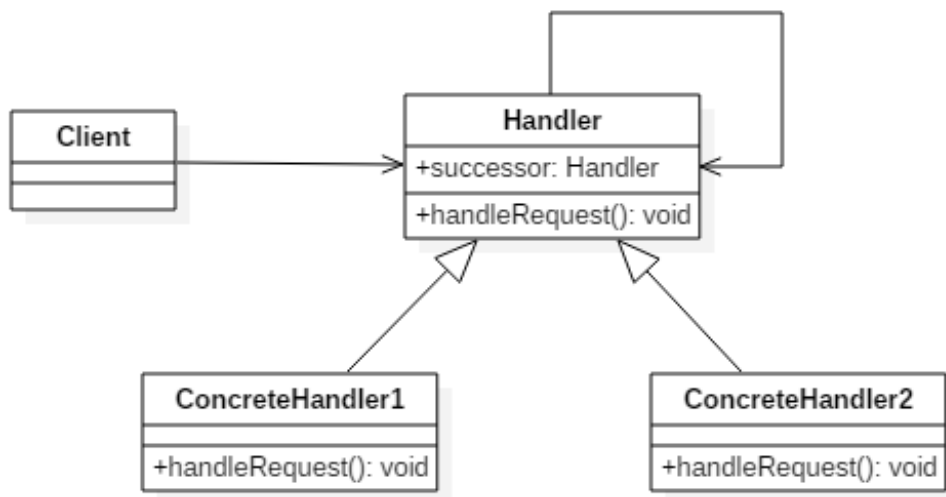 Handler
Client
+successor: Handler
+handleRequest(): void
ConcreteHandler1
+handleRequest(): void
ConcreteHandler2
+handleRequest(): void